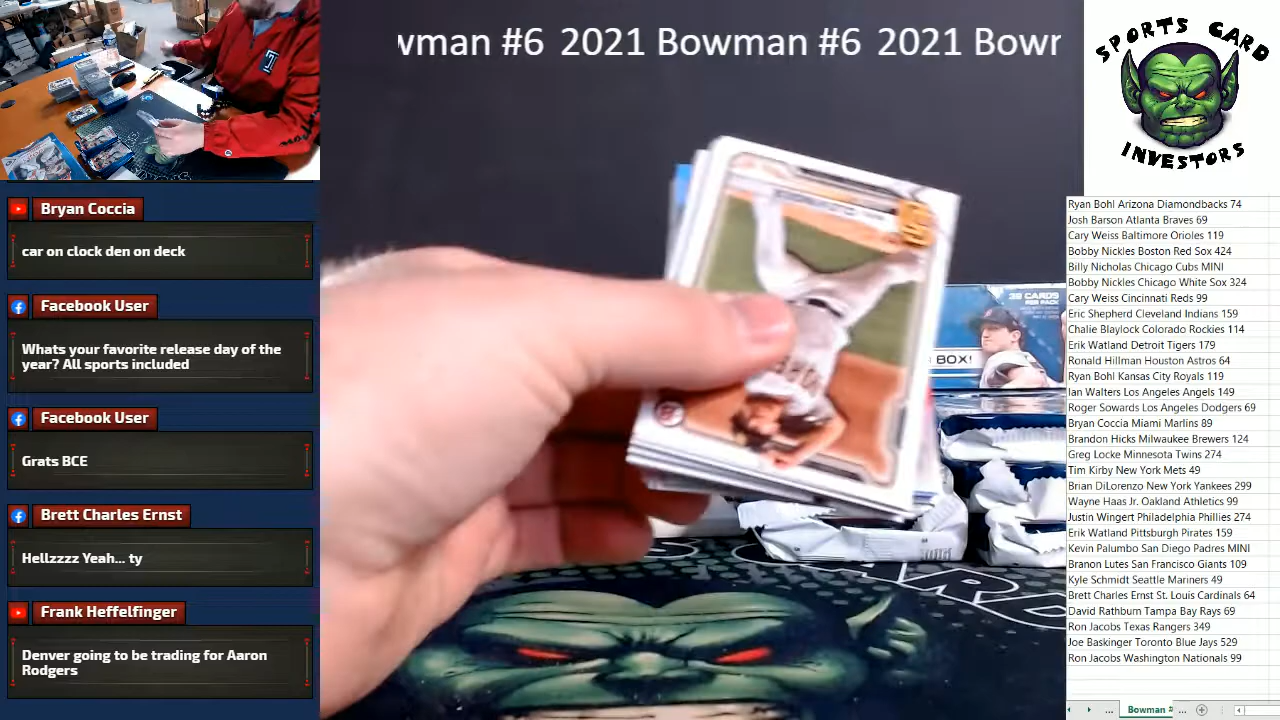 wman #6 2021 Bowman #6 2021 Bowr
SPORTS CARD
INVESTORS
Bryan Coccia
car on clock den on deck
Facebook User
Whats your favorite release day of the
year? All sports included
Facebook User
Grats BCE
Brett Charles Ernst
Hellzzzz Yeah... ty
Frank Heffelfinger
Denver going to be trading for Aaron
Rodgers
BOX!
Ryan Bohl Arizona Diamondbacks 74
Josh Barson Atlanta Braves 69
Cary Weiss Baltimore Orioles 119
Bobby Nickles Boston Red Sox 424
Billy Nicholas Chicago Cubs MINI
Bobby Nickles Chicago White Sox 324
Cary Weiss Cincinnati Reds 99
Eric Shepherd Cleveland Indians 159
Chalie Blaylock Colorado Rockies 114
Erik Watland Detroit Tigers 179
Ronald Hillman Houston Astros 64
Ryan Bohl Kansas City Royals 119
Ian Walters Los Angeles Angels 149
Roger Sowards Los Angeles Dodgers 69
Bryan Coccia Miami Marlins 89
Brandon Hicks Milwaukee Brewers 124
Greg Locke Minnesota Twins 274
Tim Kirby New York Mets 49
Brian DiLorenzo New York Yankees 299
Wayne Haas Jr. Oakland Athletics 99
Justin Wingert Philadelphia Phillies 274
Erik Watland Pittsburgh Pirates 159
Kevin Palumbo San Diego Padres MINI
Branon Lutes San Francisco Giants 109
Kyle Schmidt Seattle Mariners 49
Brett Charles Ernst St. Louis Cardinals 64
David Rathburn Tampa Bay Rays 69
Ron Jacobs Texas Rangers 349
Joe Baskinger Toronto Blue Jays 529
Ron Jacobs Washington Nationals 99
... Bowman # ...